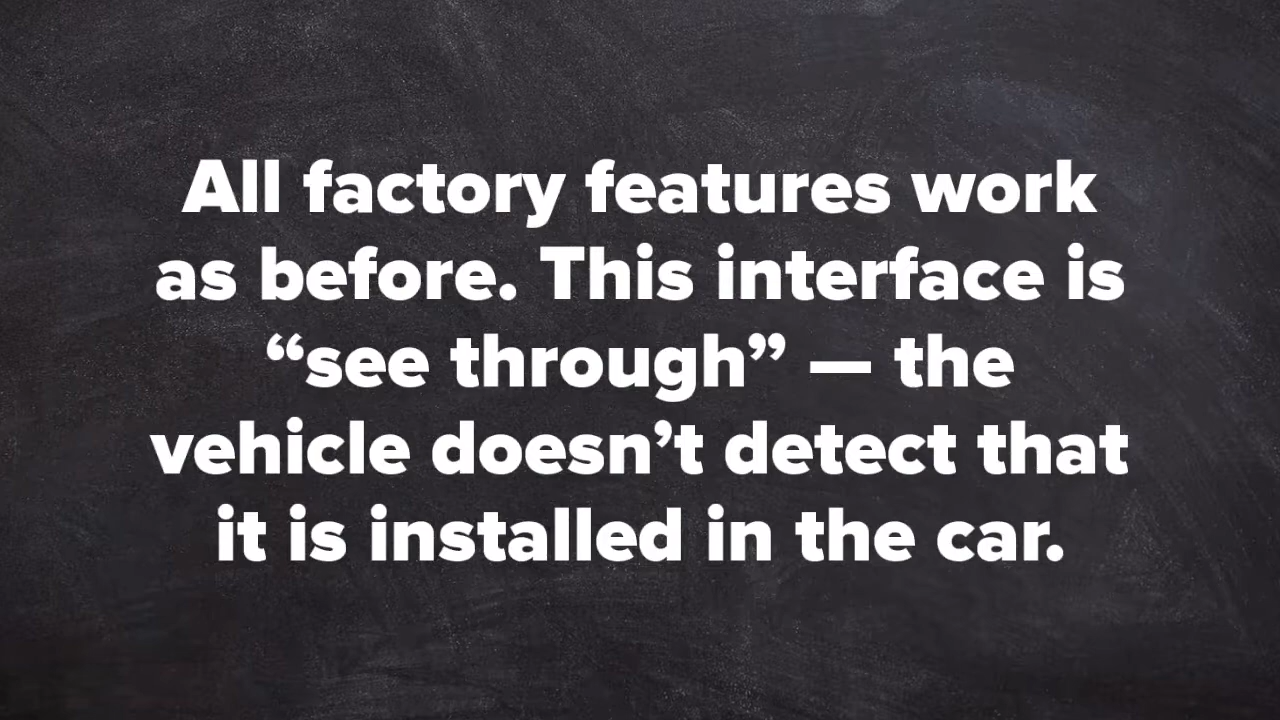 All factory features work
as before. This interface is
“see through” — the
vehicle doesn’t detect that
it is installed in the car.